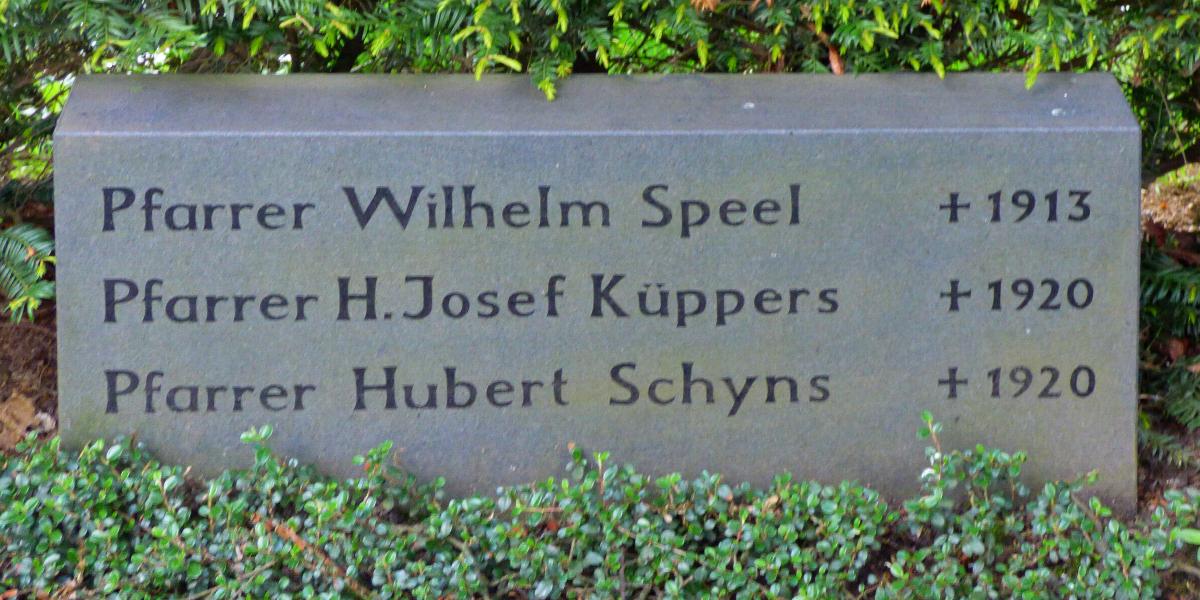 Pfarrer Wilhelm Speel + 1913
Pfarrer H. Josef Küppers + 1920
Pfarrer Hubert Schyns + 1920